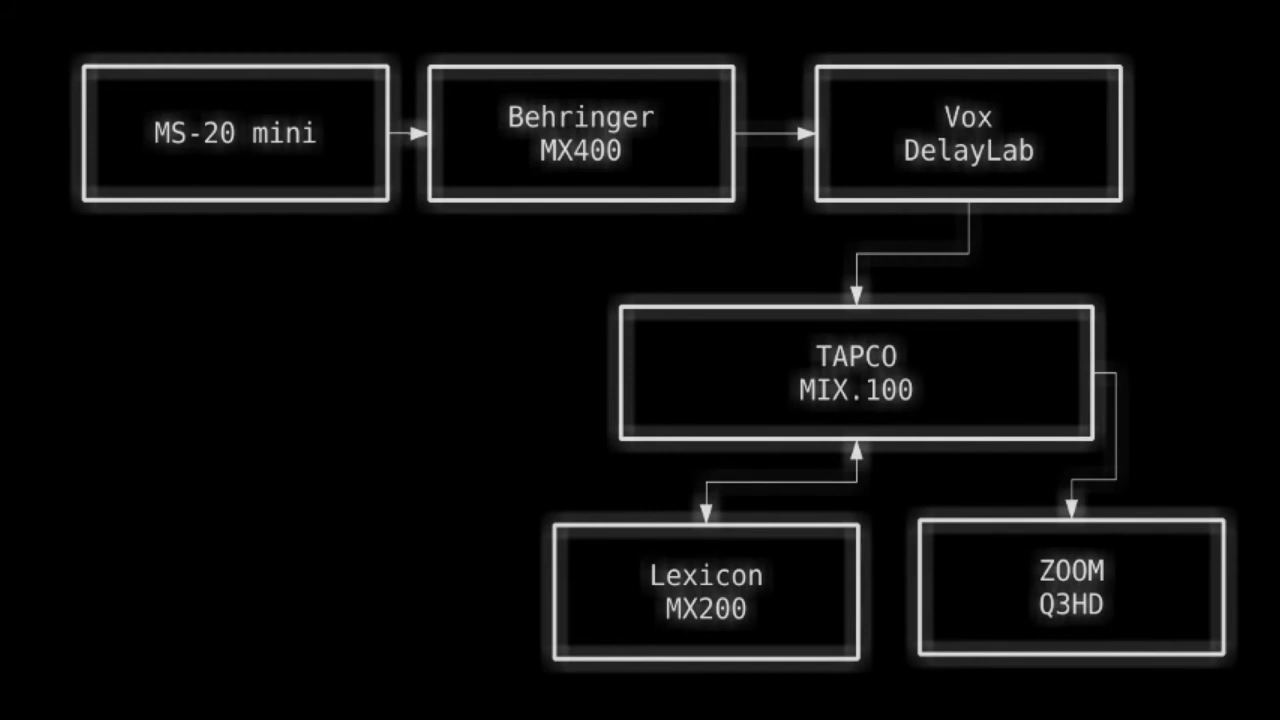 MS-20 mini
Behringer
MX400
Vox
DelayLab
TAPCO
MIX.100
Lexicon
MX200
ZOOM
Q3HD